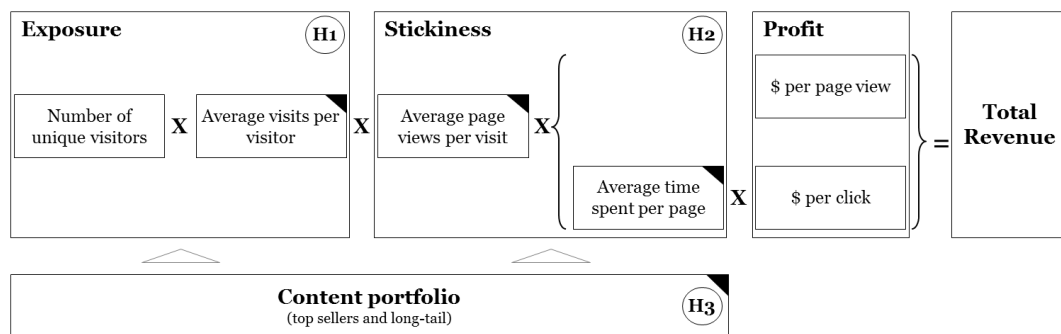 Exposure
H1
Number of
unique visitors
X
Average visits per
visitor
X
Stickiness
H2
Average page
views per visit
X
Average time
spent per page
X
Profit
$ per page view
$ per click
=
Total
Revenue
Content portfolio
(top sellers and long-tail)
H3